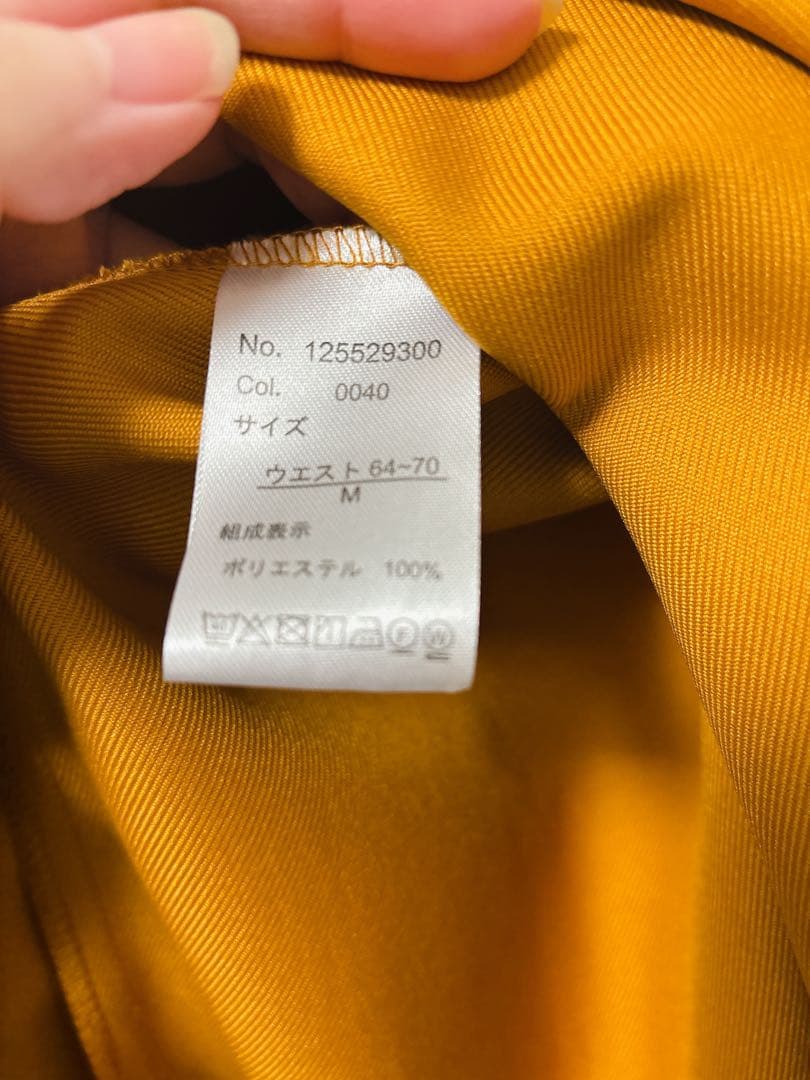 No. 125529300
Col. 0040
サイズ
ウエスト 64~70
M
組成表示
ポリエステル 100%
F W